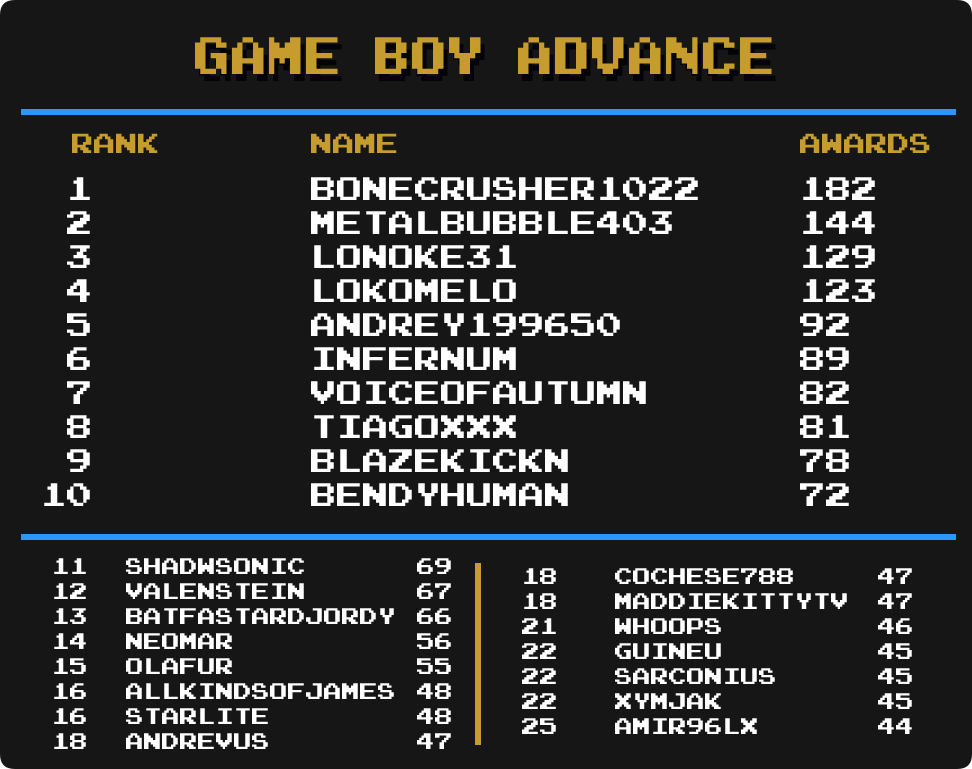 GAME BOY ADVANCE
RANK NAME AWARDS
1 BONECRUSHER1022 182
2 METALBUBBLE403 144
3 LONOKE31 129
4 LOKOMELO 123
5 ANDREY199650 92
6 INFERNUM 89
7 VOICEOFAUTUMN 82
8 TIAGOXXX 81
9 BLAZEKICKN 78
10 BENDYHUMAN 72
11 SHADWSONIC 69
12 VALENSTEIN 67
13 BATFASTARDJORDY 66
14 NEOMAR 56
15 OLAFUR 55
16 ALLKINDSOFJAMES 48
16 STARLITE 48
18 ANDREVUS 47
18 COCHESE788 47
18 MADDIEKITTYTV 47
21 WHOOPS 46
22 GUINEU 45
22 SARCONIUS 45
22 XYMJAK 45
25 AMIR96LX 44